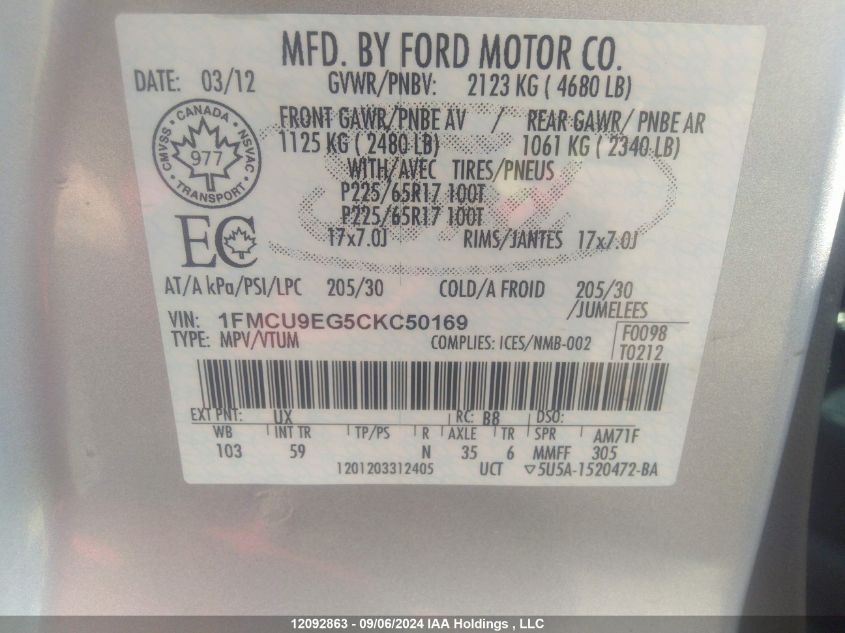 MFD. BY FORD MOTOR CO.
DATE: 03/12 GVWR/PNBV: 2123 KG ( 4680 LB)
FRONT GAWR/PNBE AV / REAR GAWR/ PNBE AR
1125 KG ( 2480 LB) 1061 KG ( 2340 LB)
WITH/AVEC TIRES/PNEUS
P225/65R17 100T
P225/65R17 100T
17x7.0J RIMS/JANTES 17x7.0J
CANADA
CMVSS NSVAC
977
TRANSPORT
EC
AT/A kPa/PSI/LPC 205/30 COLD/A FROID 205/30
/JUMELEES
VIN: 1FMCU9EG5CKC50169
TYPE: MPV/VTUM COMPLIES: ICES/NMB-002
F0098
T0212
EXT PNT: UX RC: B8 DSO:
WB INT TR TP/PS R AXLE TR SPR AM71F
103 59 N 35 6 MMFF 305
1201203312405 UCT ▽5U5A-1520472-BA
12092863 - 09/06/2024 IAA Holdings , LLC